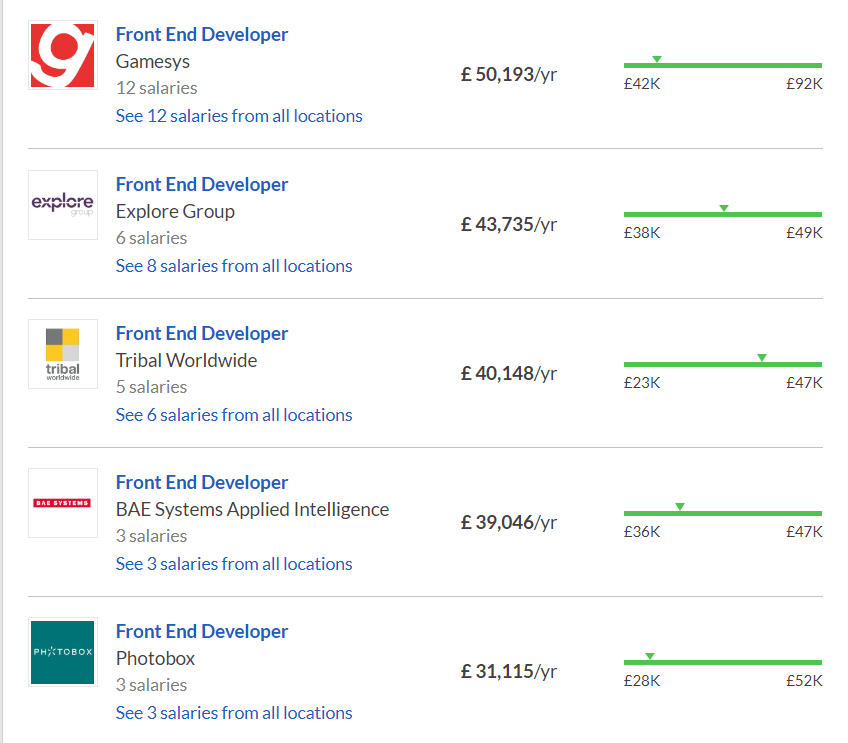 Front End Developer
Gamesys
12 salaries
See 12 salaries from all locations
£ 50,193/yr
£42K £92K
explore
group
Front End Developer
Explore Group
6 salaries
See 8 salaries from all locations
£ 43,735/yr
£38K £49K
tribal
worldwide
Front End Developer
Tribal Worldwide
5 salaries
See 6 salaries from all locations
£ 40,148/yr
£23K £47K
BAE SYSTEMS
Front End Developer
BAE Systems Applied Intelligence
3 salaries
See 3 salaries from all locations
£ 39,046/yr
£36K £47K
PHOTOBOX
Front End Developer
Photobox
3 salaries
See 3 salaries from all locations
£ 31,115/yr
£28K £52K